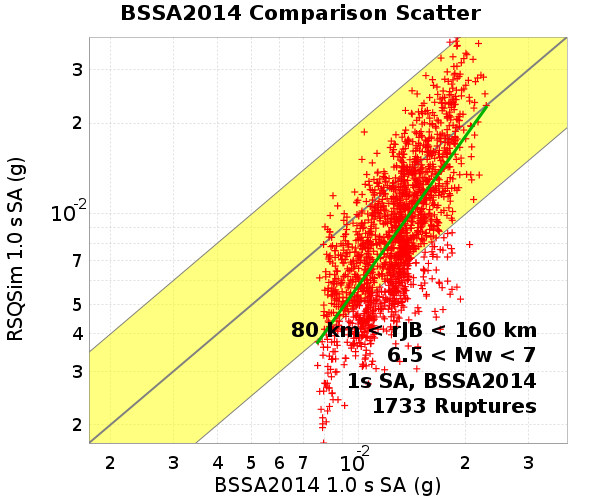 BSSA2014 Comparison Scatter
RSQSim 1.0 s SA (g)
3
2
10⁻²
7
5
4
3
2
80 km < rJB < 160 km
6.5 < Mw < 7
1s SA, BSSA2014
1733 Ruptures
2 3 4 5 6 7 10⁻² 2 3
BSSA2014 1.0 s SA (g)